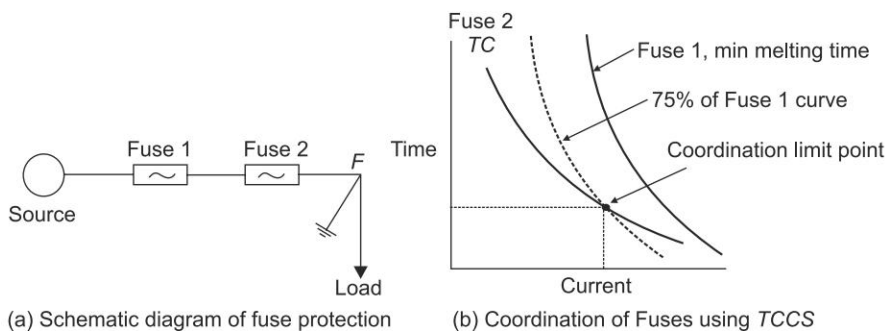 Fuse 1
Fuse 2
F
Source
Load
(a) Schematic diagram of fuse protection
Fuse 2
TC
Fuse 1, min melting time
75% of Fuse 1 curve
Time
Coordination limit point
Current
(b) Coordination of Fuses using TCCS